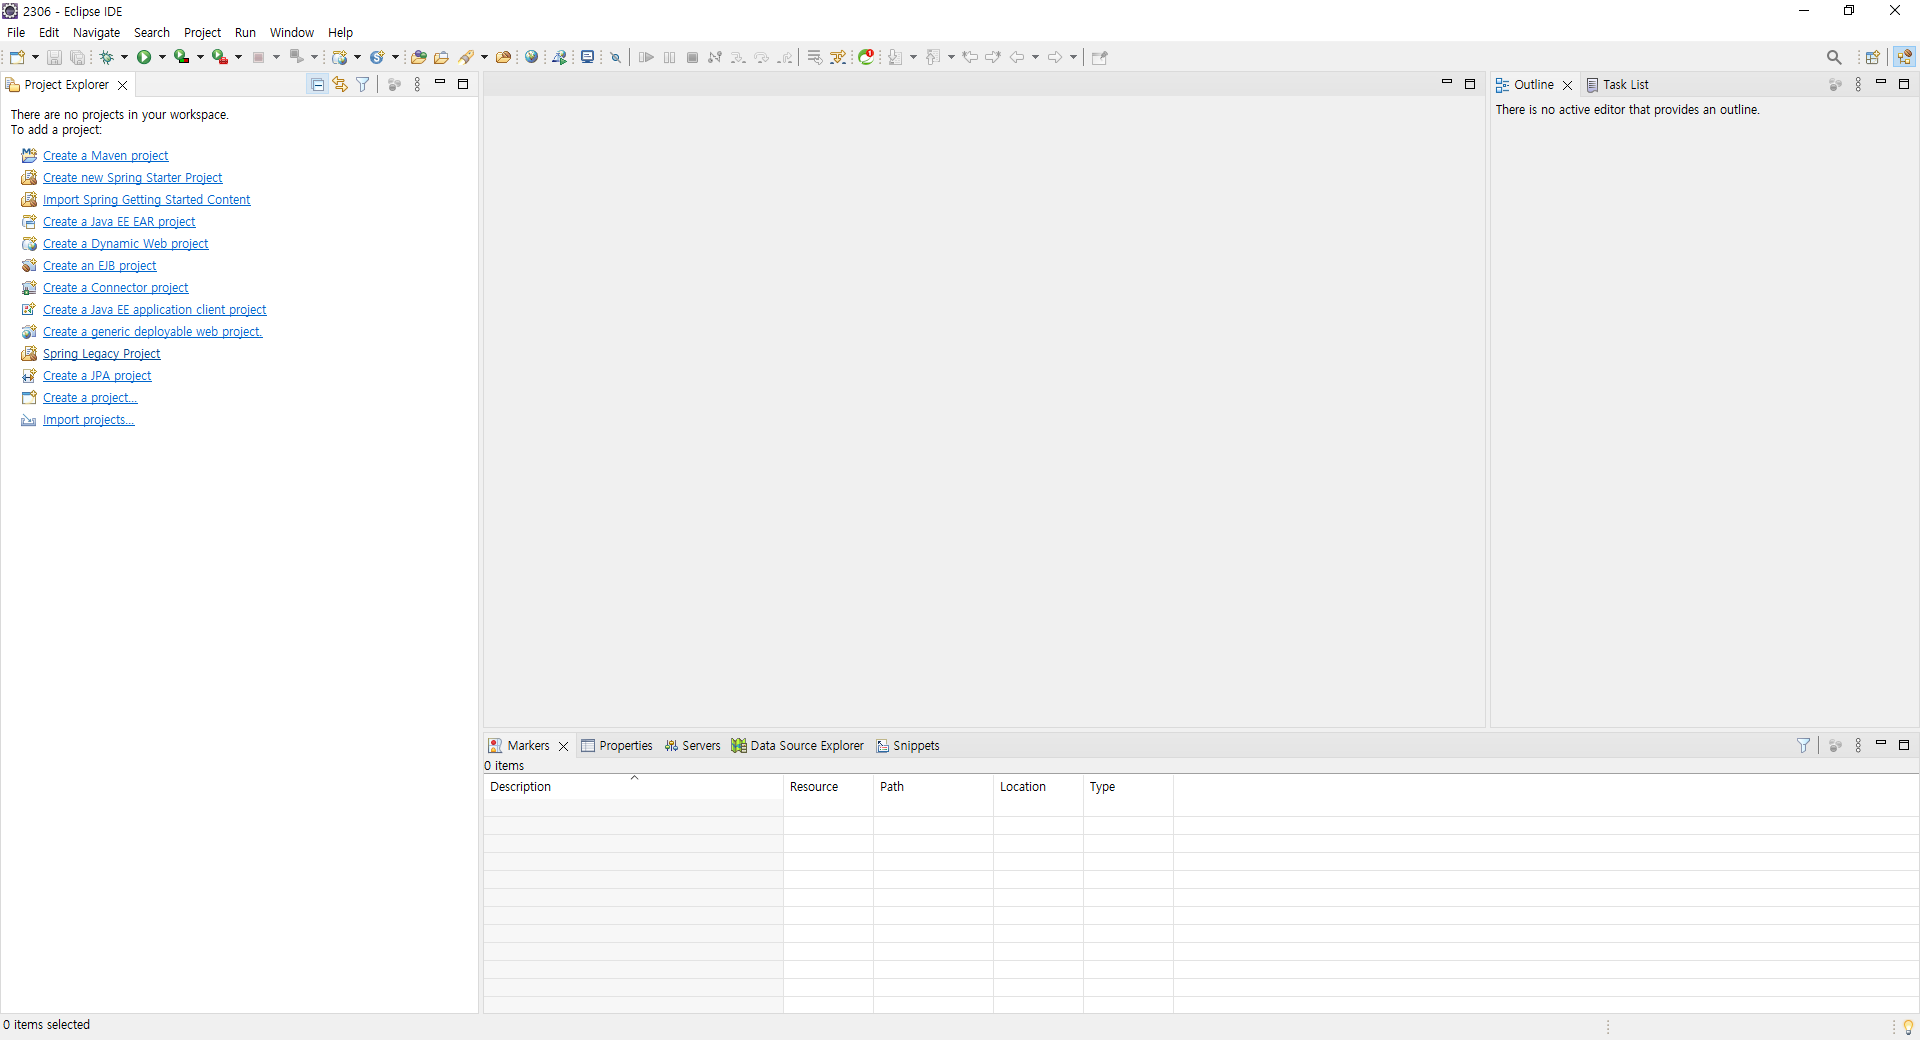 2306 - Eclipse IDE
File Edit Navigate Search Project Run Window Help
Project Explorer
There are no projects in your workspace.
To add a project:
Create a Maven project
Create new Spring Starter Project
Import Spring Getting Started Content
Create a Java EE EAR project
Create a Dynamic Web project
Create an EJB project
Create a Connector project
Create a Java EE application client project
Create a generic deployable web project.
Spring Legacy Project
Create a JPA project
Create a project...
Import projects...
Outline Task List
There is no active editor that provides an outline.
Markers Properties Servers Data Source Explorer Snippets
0 items
Description Resource Path Location Type
0 items selected